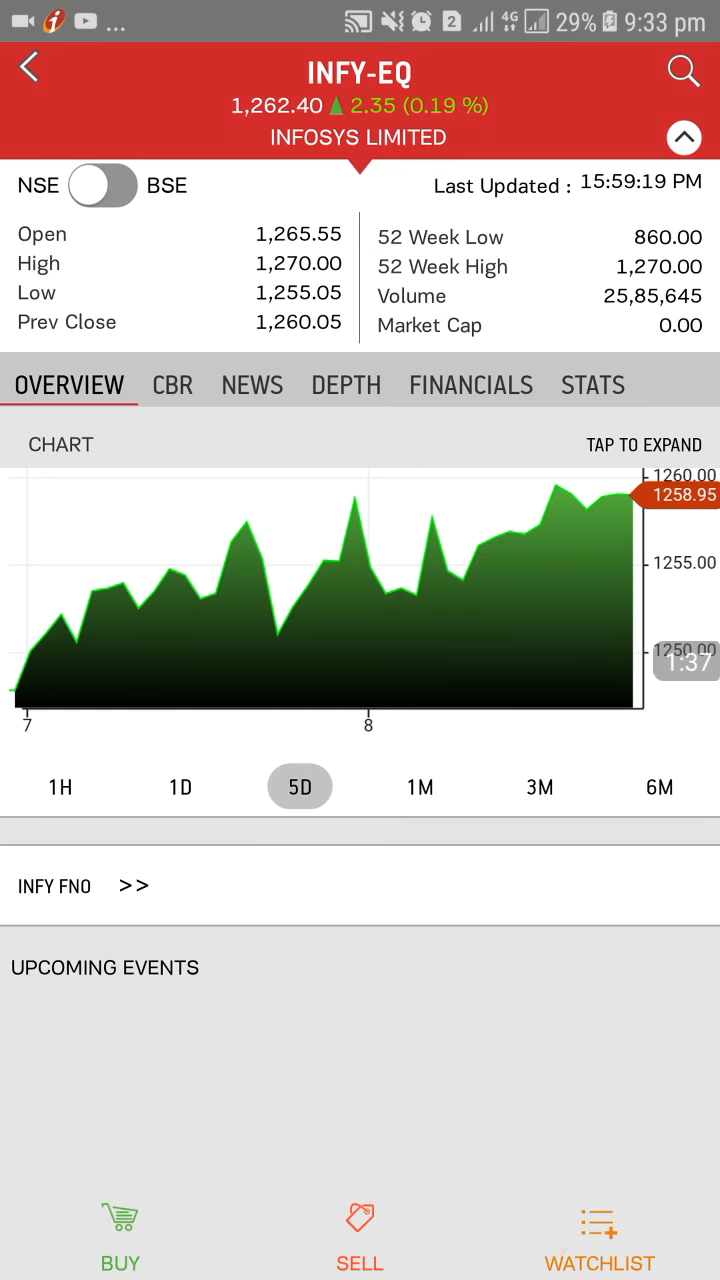 ... 2 4G 29% 9:33 pm
INFY-EQ
1,262.40 ▲ 2.35 (0.19 %)
INFOSYS LIMITED
NSE BSE Last Updated : 15:59:19 PM
Open 1,265.55
High 1,270.00
Low 1,255.05
Prev Close 1,260.05
52 Week Low 860.00
52 Week High 1,270.00
Volume 25,85,645
Market Cap 0.00
OVERVIEW CBR NEWS DEPTH FINANCIALS STATS
CHART TAP TO EXPAND
1260.00
1258.95
1255.00
1250.00
1:37
7 8
1H 1D 5D 1M 3M 6M
INFY FNO >>
UPCOMING EVENTS
BUY SELL WATCHLIST